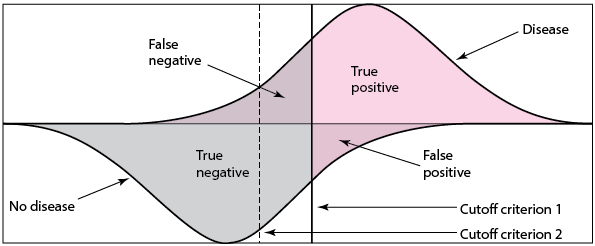 False
negative
Disease
True
positive
True
negative
False
positive
No disease
Cutoff criterion 1
Cutoff criterion 2